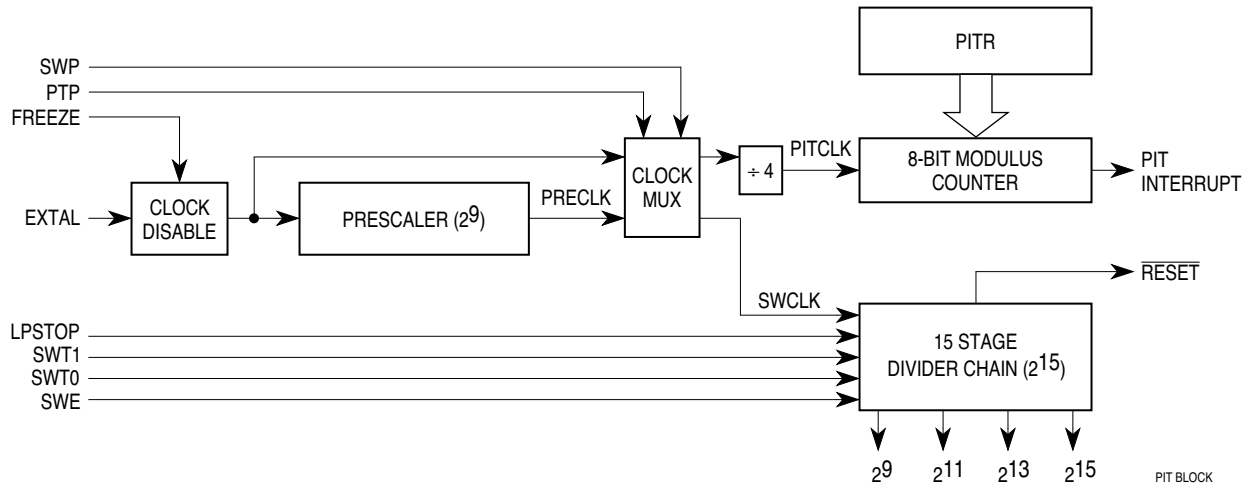 PITR
SWP
PTP
FREEZE
EXTAL
CLOCK
DISABLE
PRESCALER (2⁹)
PRECLK
CLOCK
MUX
÷ 4
PITCLK
8-BIT MODULUS
COUNTER
PIT
INTERRUPT
SWCLK
RESET
LPSTOP
SWT1
SWT0
SWE
15 STAGE
DIVIDER CHAIN (2¹⁵)
2⁹ 2¹¹ 2¹³ 2¹⁵
PIT BLOCK